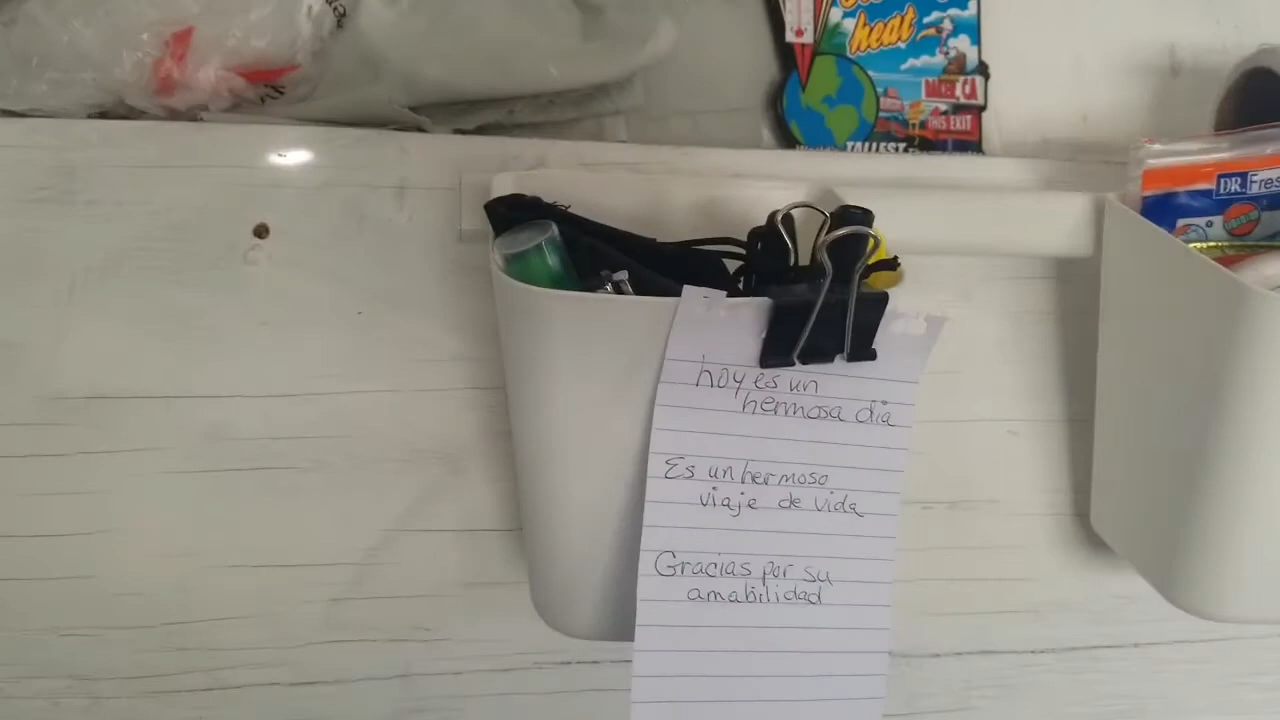 heat
BAKER, CA
THIS EXIT
TALLEST
DR. Fres
hoy es un
hermosa dia
Es un hermoso
viaje de vida
Gracias por su
amabilidad